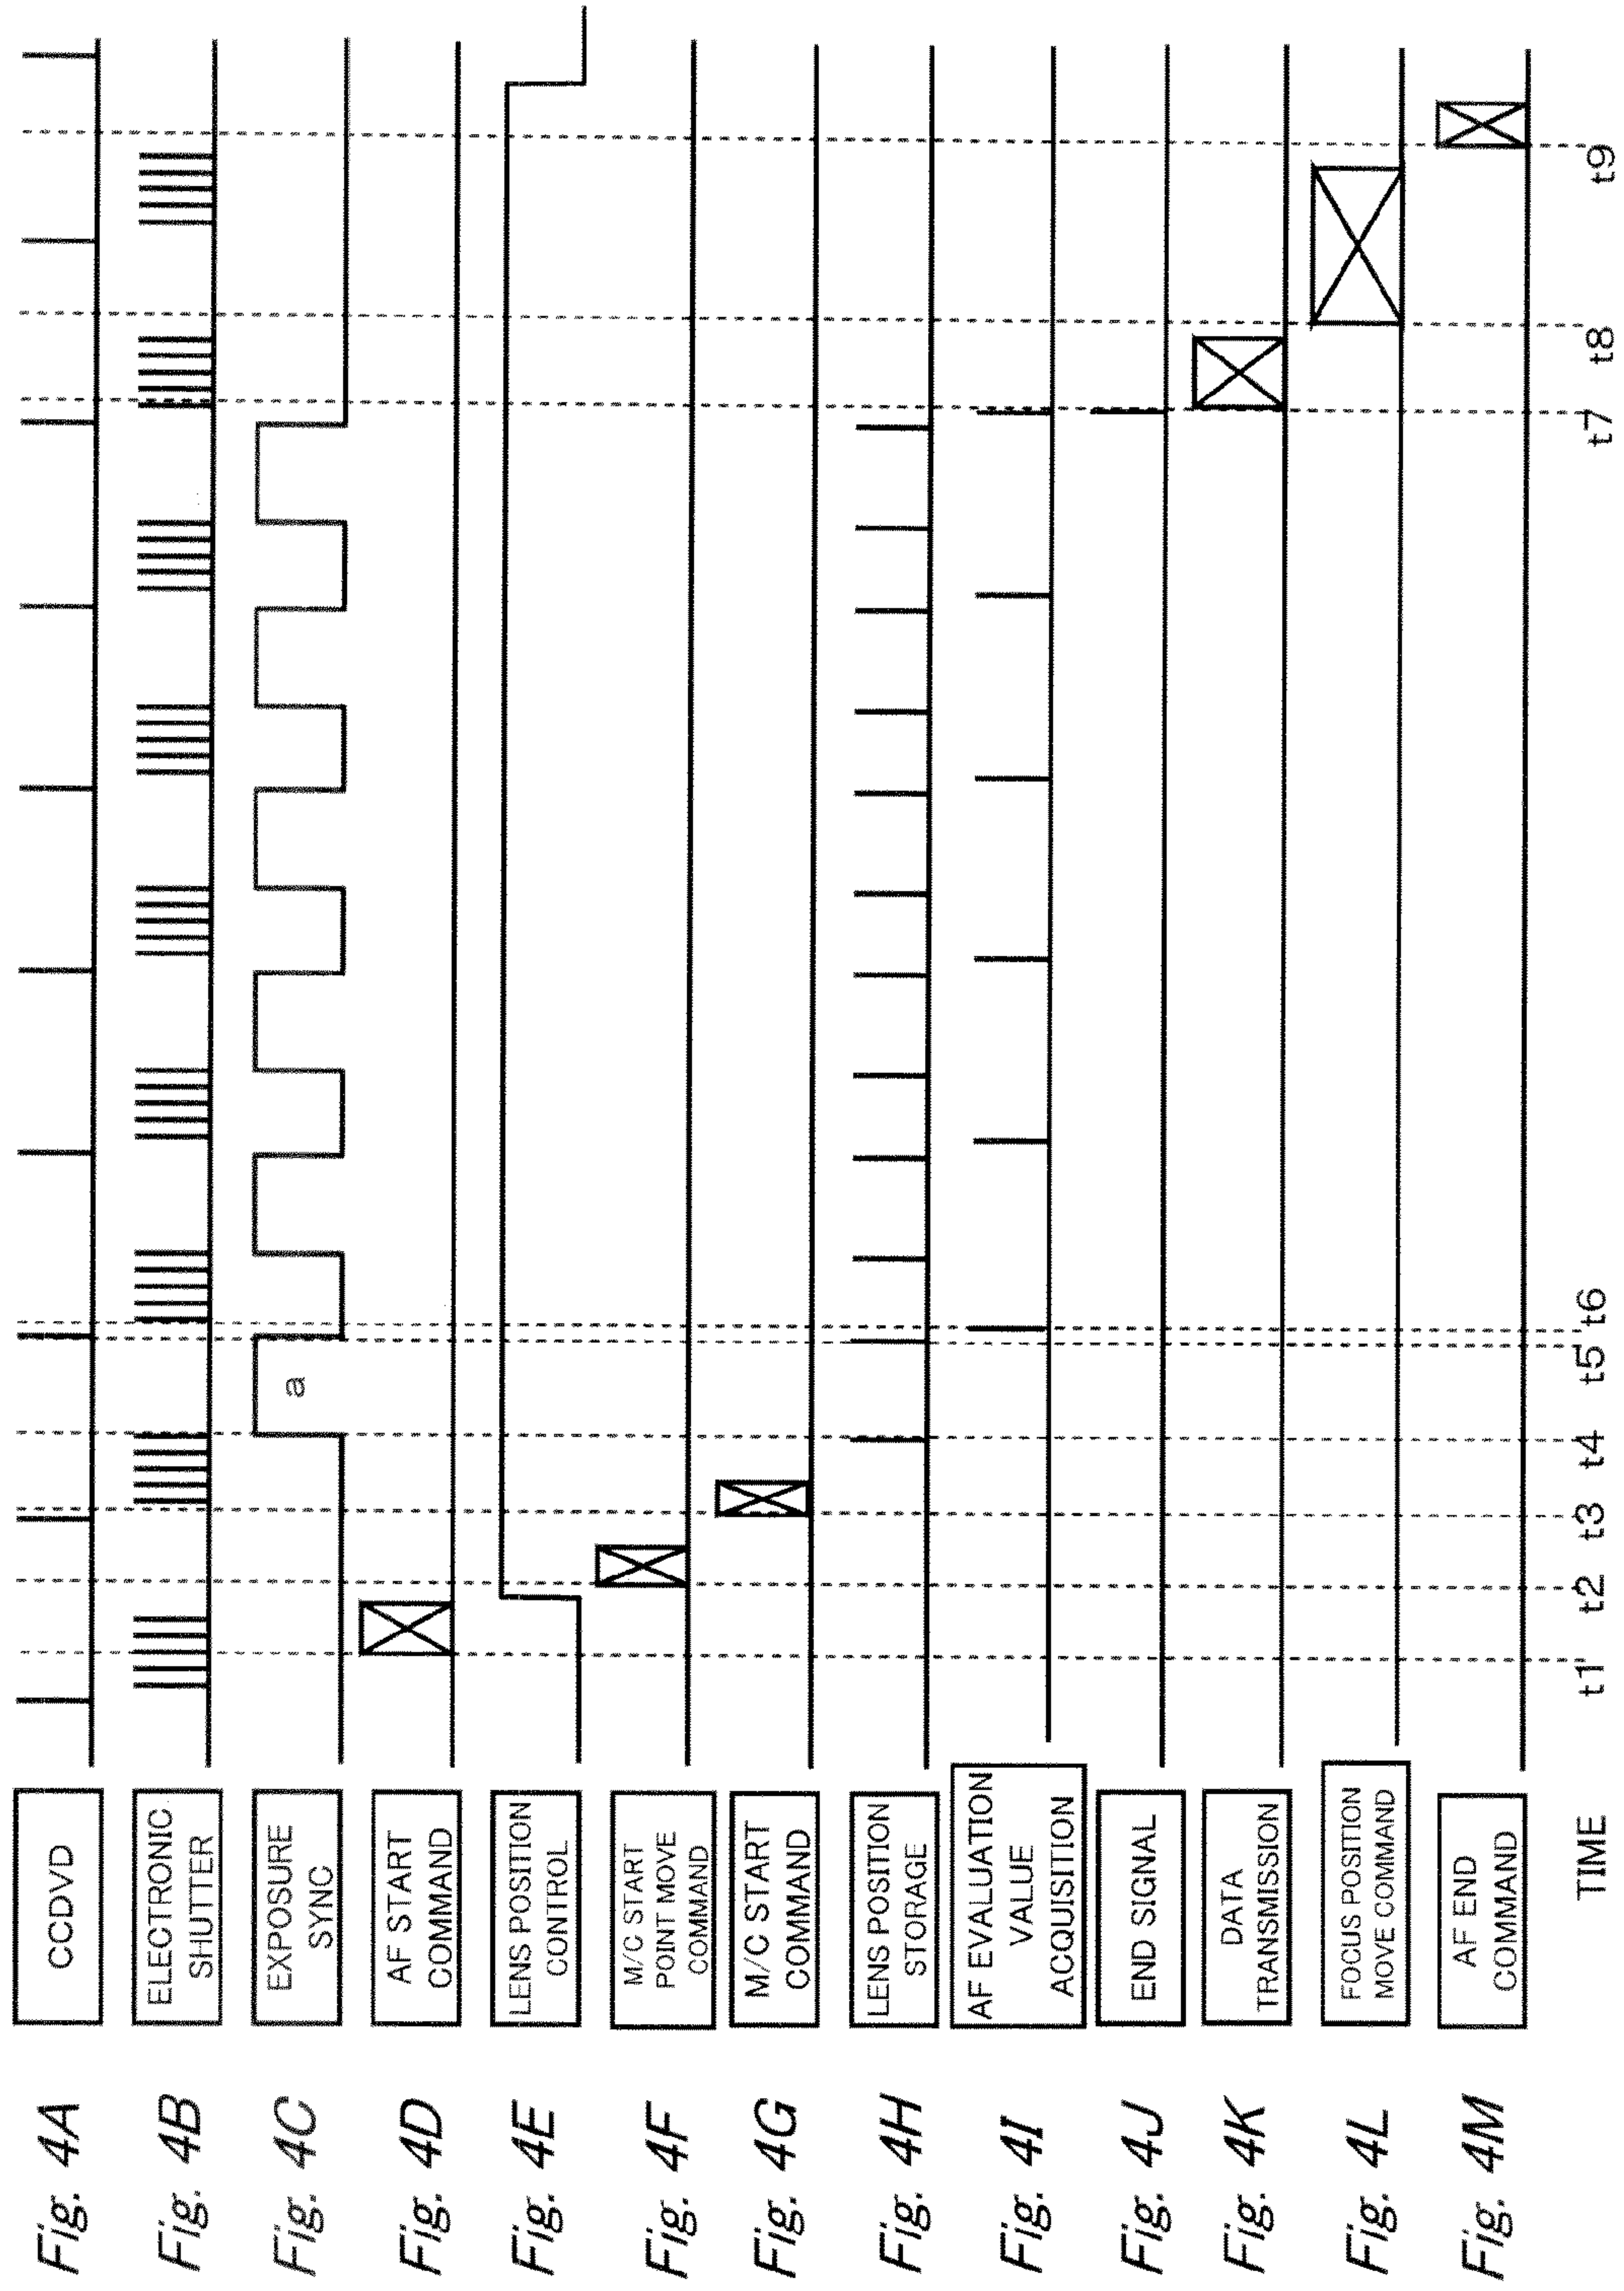 Fig. 4A
CCDVD
Fig. 4B
ELECTRONIC
SHUTTER
Fig. 4C
EXPOSURE
SYNC
a
Fig. 4D
AF START
COMMAND
Fig. 4E
LENS POSITION
CONTROL
Fig. 4F
M/C START
POINT MOVE
COMMAND
Fig. 4G
M/C START
COMMAND
Fig. 4H
LENS POSITION
STORAGE
Fig. 4I
AF EVALUATION
VALUE
ACQUISITION
Fig. 4J
END SIGNAL
Fig. 4K
DATA
TRANSMISSION
Fig. 4L
FOCUS POSITION
MOVE COMMAND
Fig. 4M
AF END
COMMAND
TIME t1 t2 t3 t4 t5 t6 t7 t8 t9